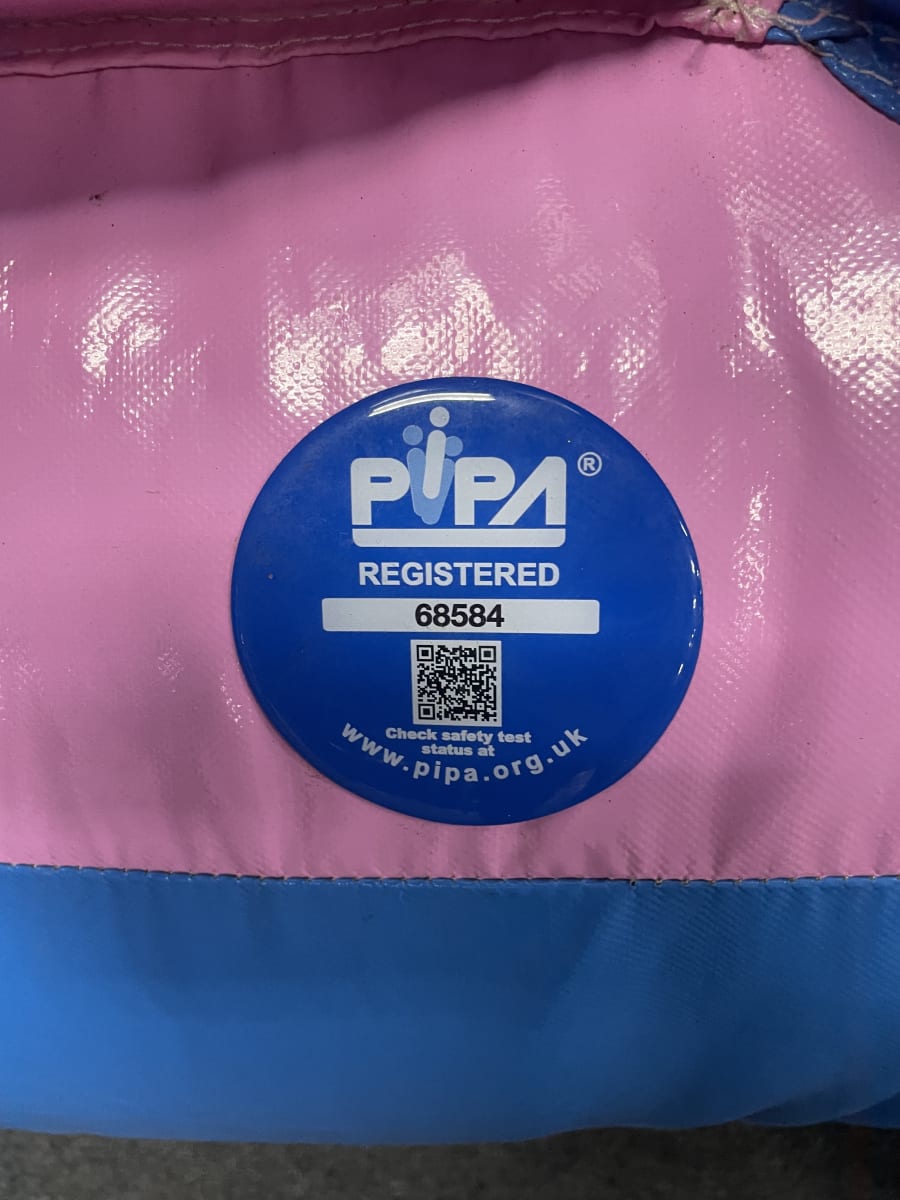 PIPA®
REGISTERED
68584
Check safety test
status at
www.pipa.org.uk